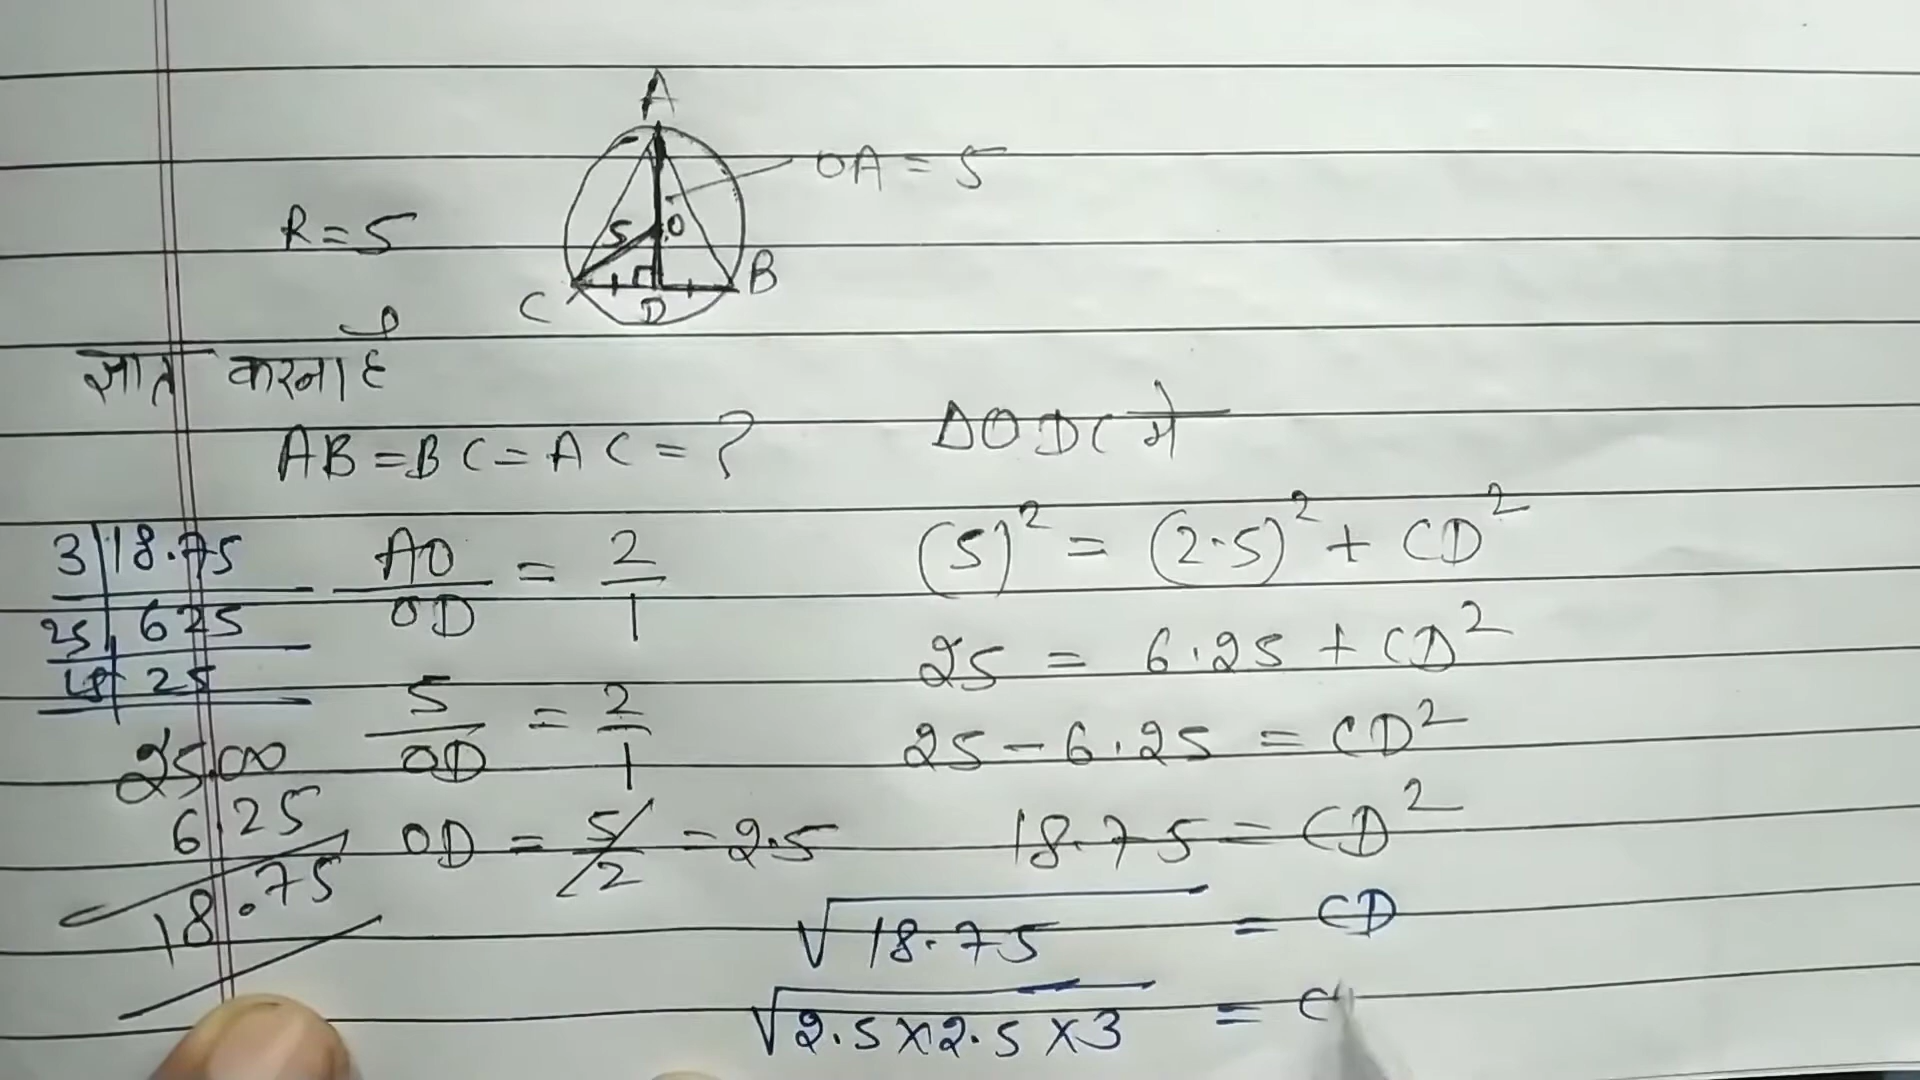 A
OA = 5
R = 5
5
O
C
B
D
ज्ञात करना है
AB = BC = AC = ?
3 | 18.75
25 | 625
25
25.00
6.25
18.75
AO/OD = 2/1
5/OD = 2/1
OD = 5/2 = 2.5
ΔODC मे
(5)² = (2.5)² + CD²
25 = 6.25 + CD²
25 - 6.25 = CD²
18.75 = CD²
√18.75 = CD
√2.5×2.5×3 = C